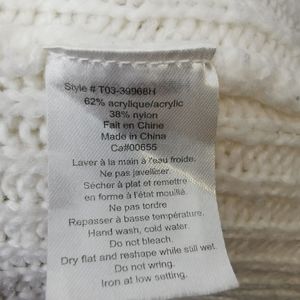 Style # T03-39968H
62% acrylique/acrylic
38% nylon
Fait en Chine
Made in China
Ca#00655
Laver à la main à l'eau froide.
Ne pas javelliser.
Sécher à plat et remettre
en forme à l'état mouillé.
Ne pas tordre
Repasser à basse température.
Hand wash, cold water.
Do not bleach.
Dry flat and reshape while still wet.
Do not wring.
Iron at low setting.